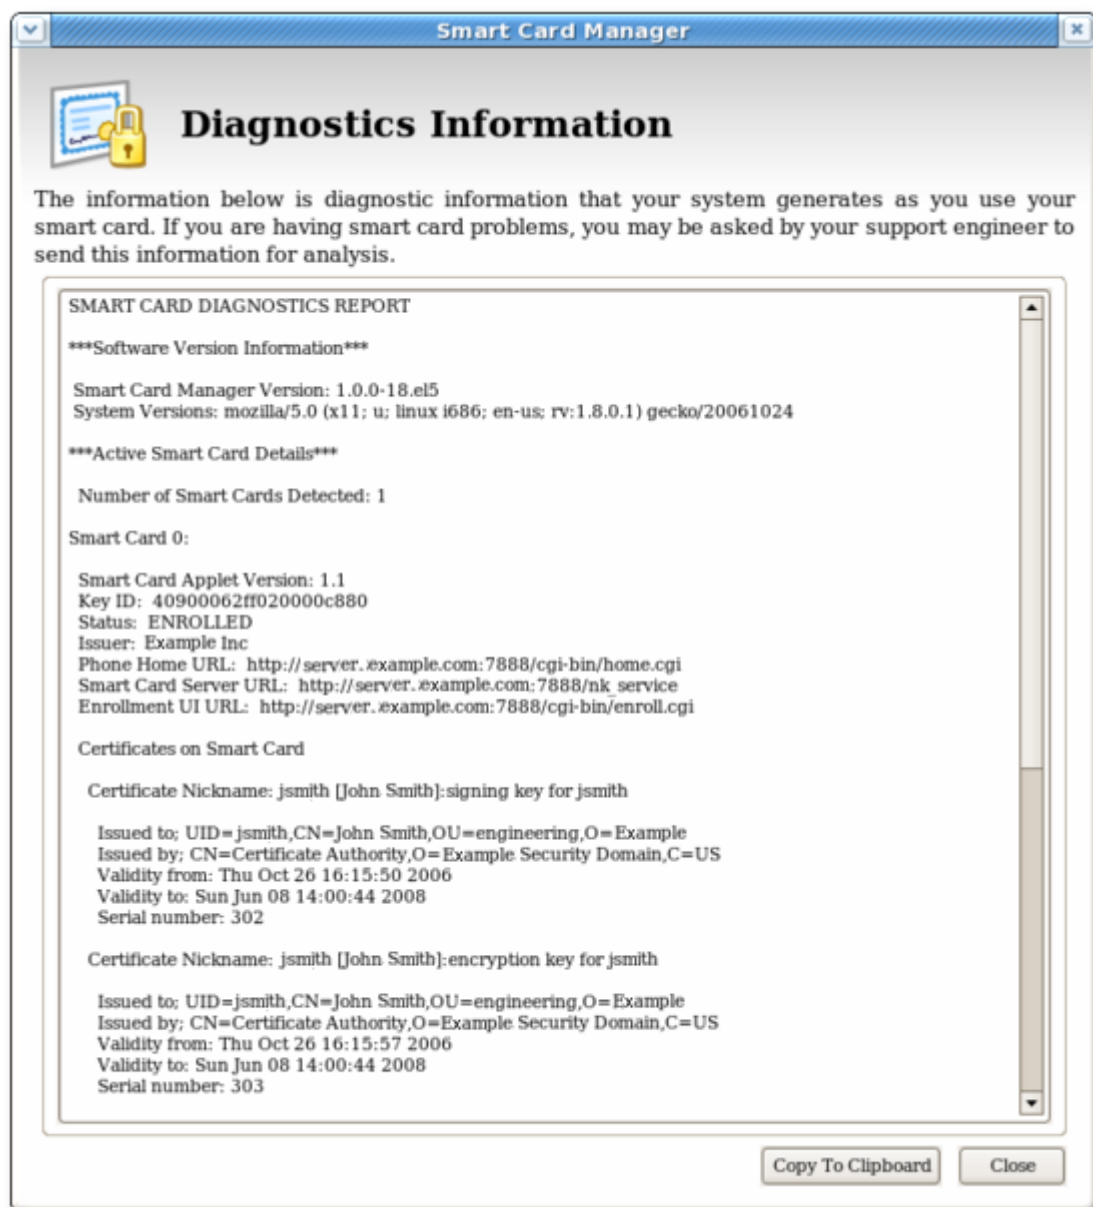 Smart Card Manager
Diagnostics Information
The information below is diagnostic information that your system generates as you use your
smart card. If you are having smart card problems, you may be asked by your support engineer to
send this information for analysis.
SMART CARD DIAGNOSTICS REPORT
***Software Version Information***
Smart Card Manager Version: 1.0.0-18.el5
System Versions: mozilla/5.0 (x11; u; linux i686; en-us; rv:1.8.0.1) gecko/20061024
***Active Smart Card Details***
Number of Smart Cards Detected: 1
Smart Card 0:
Smart Card Applet Version: 1.1
Key ID: 40900062ff020000c880
Status: ENROLLED
Issuer: Example Inc
Phone Home URL: http://server.example.com:7888/cgi-bin/home.cgi
Smart Card Server URL: http://server.example.com:7888/nk_service
Enrollment UI URL: http://server.example.com:7888/cgi-bin/enroll.cgi
Certificates on Smart Card
Certificate Nickname: jsmith [John Smith]:signing key for jsmith
Issued to; UID=jsmith,CN=John Smith,OU=engineering,O=Example
Issued by; CN=Certificate Authority,O=Example Security Domain,C=US
Validity from: Thu Oct 26 16:15:50 2006
Validity to: Sun Jun 08 14:00:44 2008
Serial number: 302
Certificate Nickname: jsmith [John Smith]:encryption key for jsmith
Issued to; UID=jsmith,CN=John Smith,OU=engineering,O=Example
Issued by; CN=Certificate Authority,O=Example Security Domain,C=US
Validity from: Thu Oct 26 16:15:57 2006
Validity to: Sun Jun 08 14:00:44 2008
Serial number: 303
Copy To Clipboard
Close